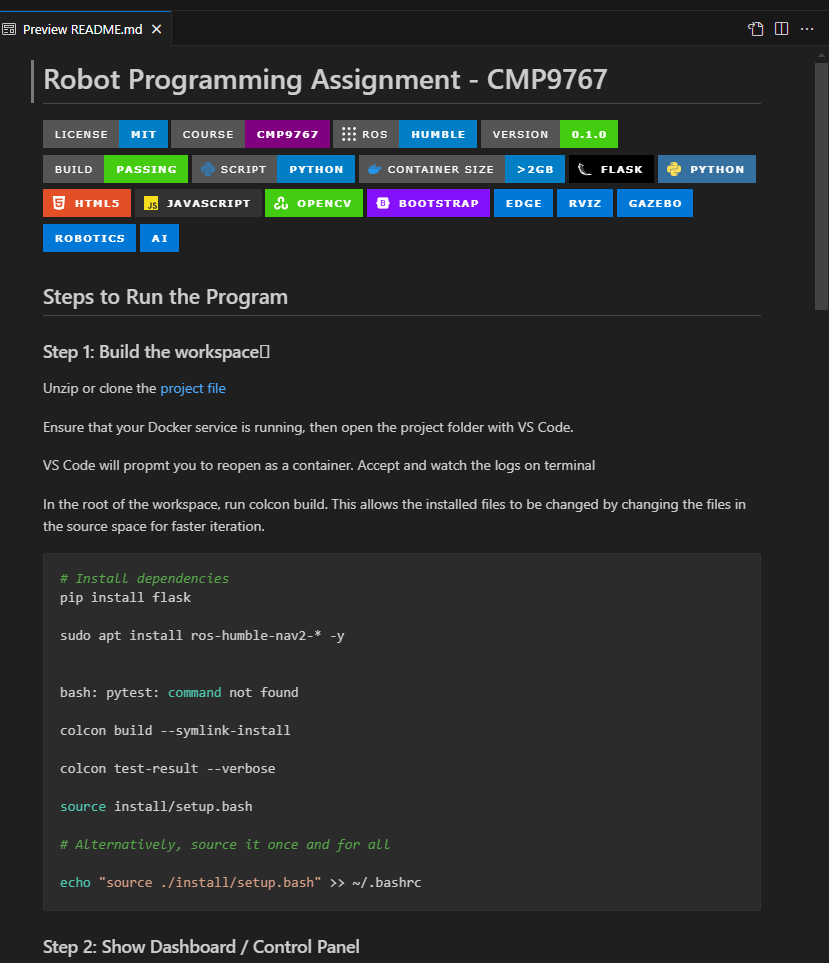 Preview README.md
Robot Programming Assignment - CMP9767
LICENSE MIT COURSE CMP9767 ROS HUMBLE VERSION 0.1.0
BUILD PASSING SCRIPT PYTHON CONTAINER SIZE >2GB FLASK PYTHON
HTML5 JAVASCRIPT OPENCV BOOTSTRAP EDGE RVIZ GAZEBO
ROBOTICS AI
Steps to Run the Program
Step 1: Build the workspace
Unzip or clone the project file
Ensure that your Docker service is running, then open the project folder with VS Code.
VS Code will propmt you to reopen as a container. Accept and watch the logs on terminal
In the root of the workspace, run colcon build. This allows the installed files to be changed by changing the files in
the source space for faster iteration.
# Install dependencies
pip install flask
sudo apt install ros-humble-nav2-* -y
bash: pytest: command not found
colcon build --symlink-install
colcon test-result --verbose
source install/setup.bash
# Alternatively, source it once and for all
echo "source ./install/setup.bash" >> ~/.bashrc
Step 2: Show Dashboard / Control Panel